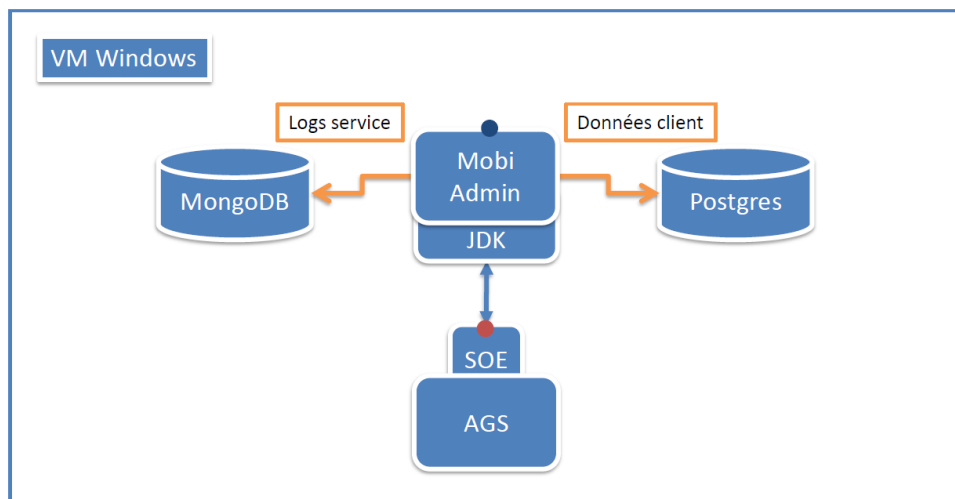 VM Windows
Logs service
Données client
Mobi
Admin
MongoDB
Postgres
JDK
SOE
AGS